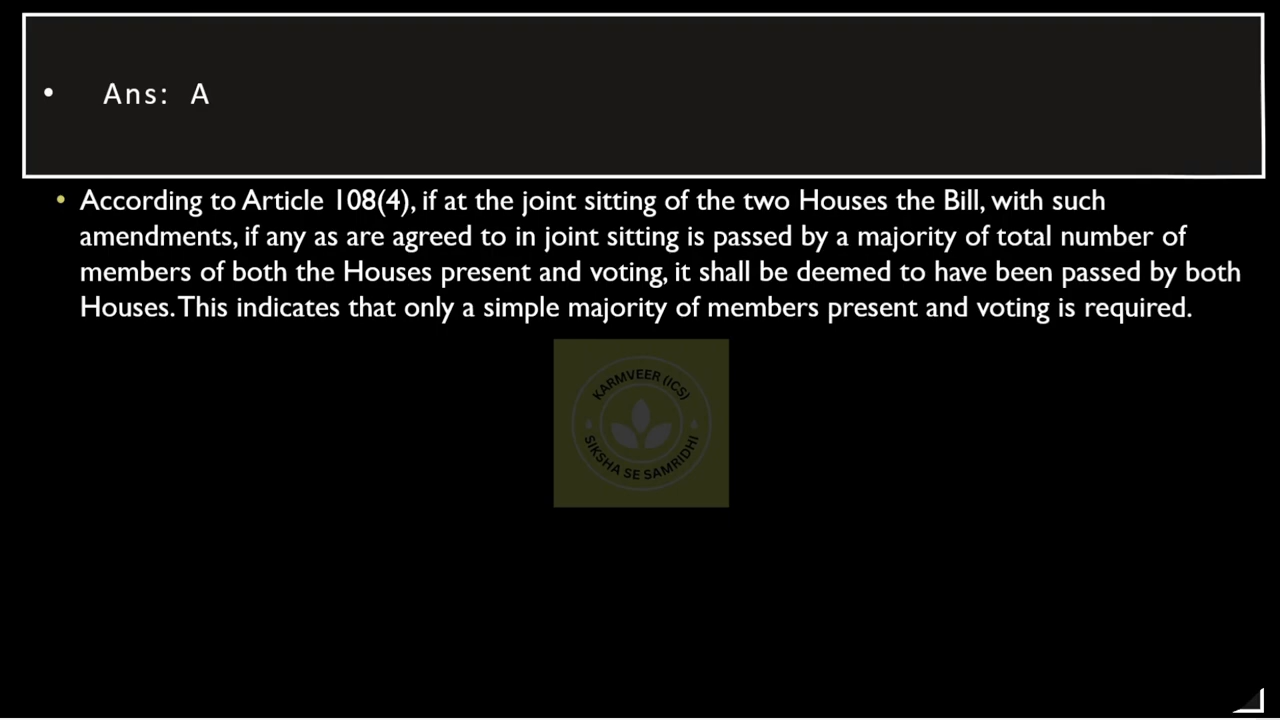 • Ans: A
• According to Article 108(4), if at the joint sitting of the two Houses the Bill, with such
amendments, if any as are agreed to in joint sitting is passed by a majority of total number of
members of both the Houses present and voting, it shall be deemed to have been passed by both
Houses. This indicates that only a simple majority of members present and voting is required.
KARMVEER (ICS)
SIKSHA SE SAMRIDHI